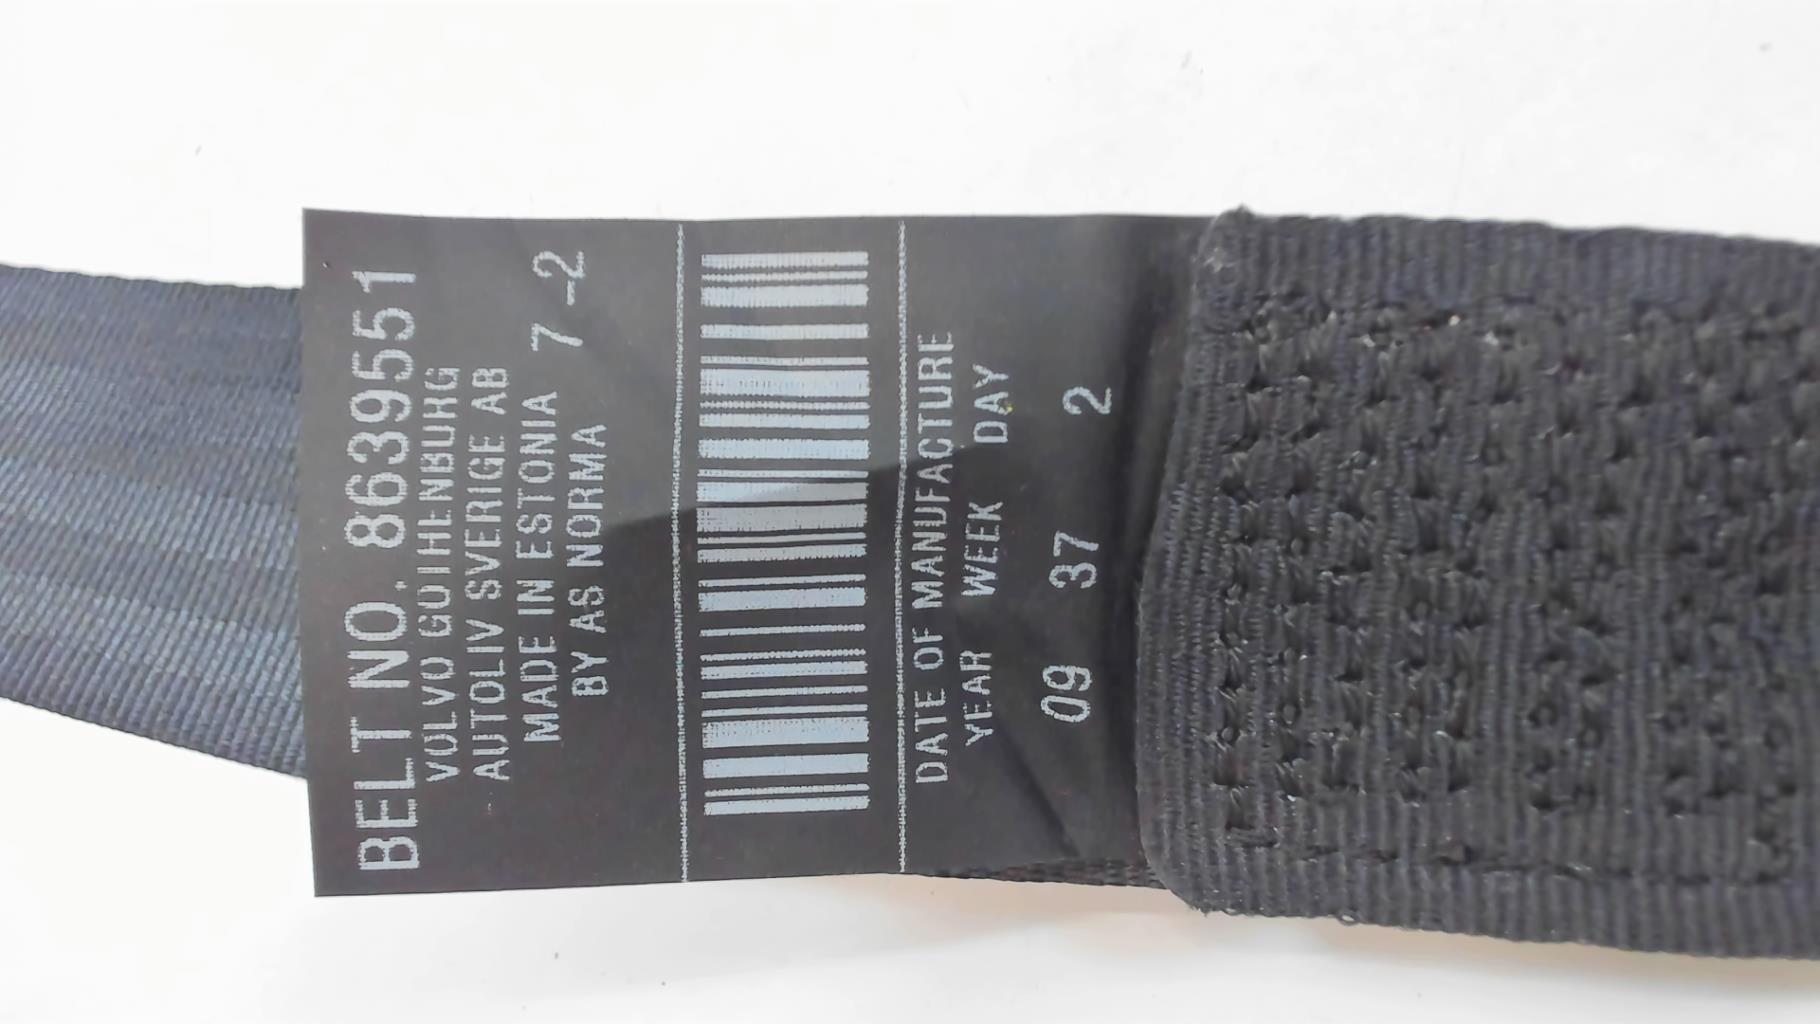 BELT NO. 8639551
VOLVO GOTHENBURG
AUTOLIV SVERIGE AB
MADE IN ESTONIA 7 -2
BY AS NORMA
DATE OF MANUFACTURE
YEAR WEEK DAY
09 37 2